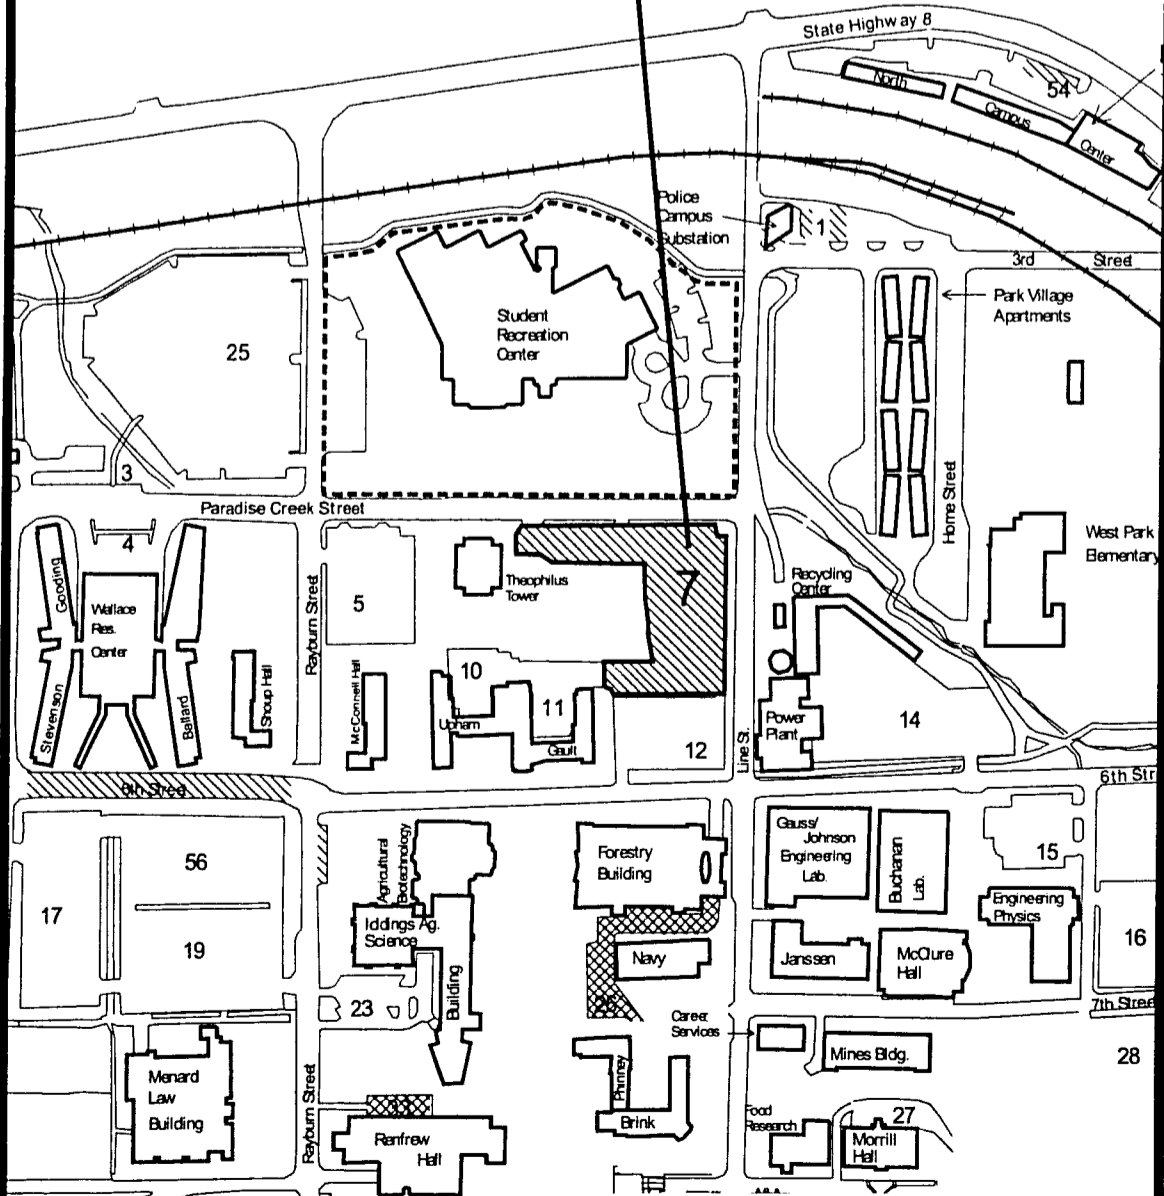 State Highway 8
North
Campus
Center
54
Police
Campus
Substation
1
3rd Street
Park Village
Apartments
Student
Recreation
Center
25
3
Paradise Creek Street
4
Gooding
Wallace
Res.
Center
Stevenson
Ballard
Shoup Hall
Rayburn Street
5
Theophilus
Tower
7
McConnell Hall
10
Upham
11
Gault
12
Line St.
Recycling
Center
Power
Plant
14
Home Street
West Park
Elementary
6th Street
6th Str
17
56
19
Agricultural
Biotechnology
Iddings Ag.
Science
Building
23
Forestry
Building
Navy
Gauss/
Johnson
Engineering
Lab.
Buchanan
Lab.
15
Engineering
Physics
16
Janssen
McClure
Hall
7th Street
Career
Services
Mines Bldg.
28
Menard
Law
Building
Rayburn Street
Renfrew
Hall
Phinney
Brink
Food
Research
27
Morrill
Hall